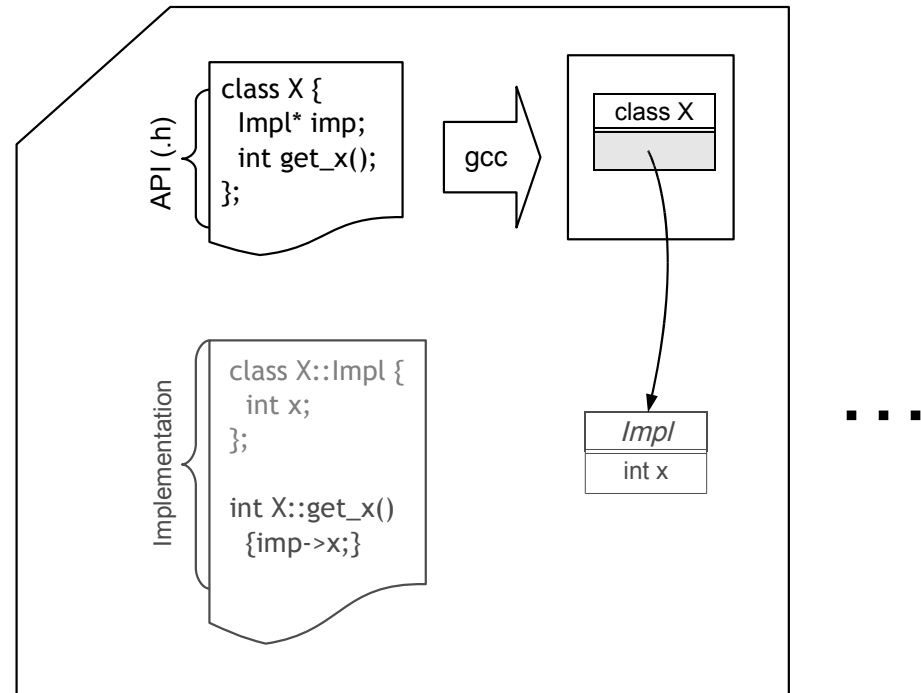 API (.h)
class X {
Impl* imp;
int get_x();
};
gcc
class X
Implementation
class X::Impl {
int x;
};
int X::get_x()
{imp->x;}
Impl
int x
...